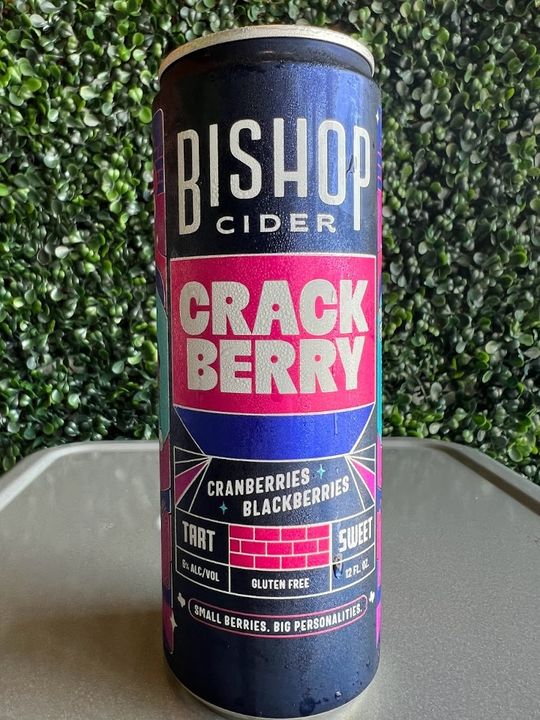 BISHOP
CIDER
CRACK
BERRY
CRANBERRIES
BLACKBERRIES
TART SWEET
6% ALC/VOL GLUTEN FREE 12 FL. OZ.
SMALL BERRIES. BIG PERSONALITIES.